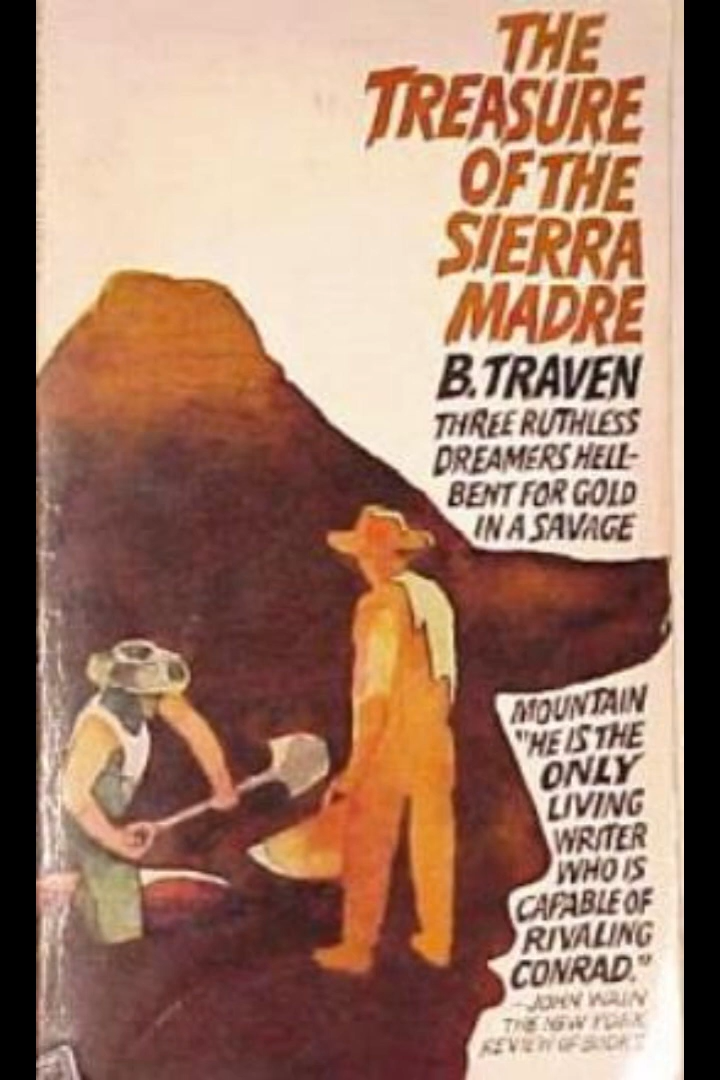 THE
TREASURE
OF THE
SIERRA
MADRE
B. TRAVEN
THREE RUTHLESS
DREAMERS HELL-
BENT FOR GOLD
IN A SAVAGE
MOUNTAIN
"HE IS THE
ONLY
LIVING
WRITER
WHO IS
CAPABLE OF
RIVALING
CONRAD."
—JOHN WAIN
THE NEW YORK
REVIEW OF BOOKS